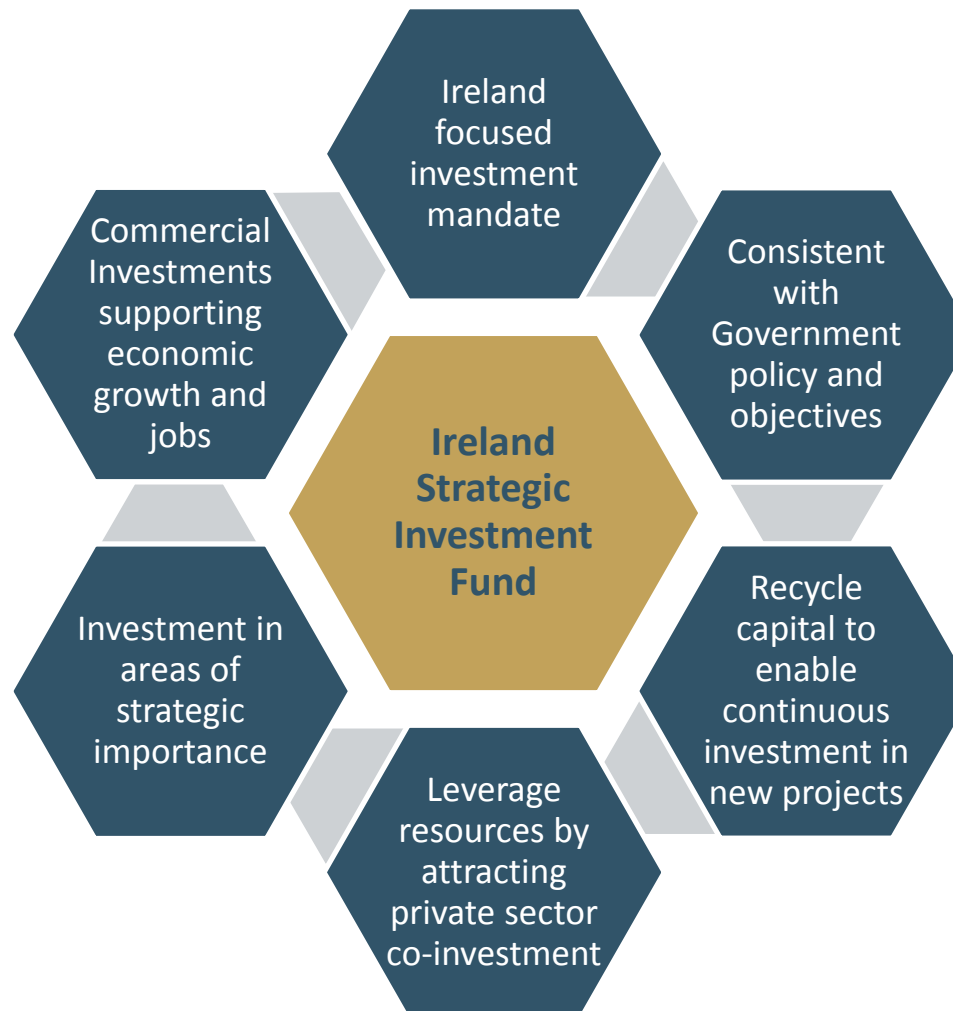 Ireland
focused
investment
mandate
Consistent
with
Government
policy and
objectives
Recycle
capital to
enable
continuous
investment in
new projects
Leverage
resources by
attracting
private sector
co-investment
Investment in
areas of
strategic
importance
Commercial
Investments
supporting
economic
growth and
jobs
Ireland
Strategic
Investment
Fund